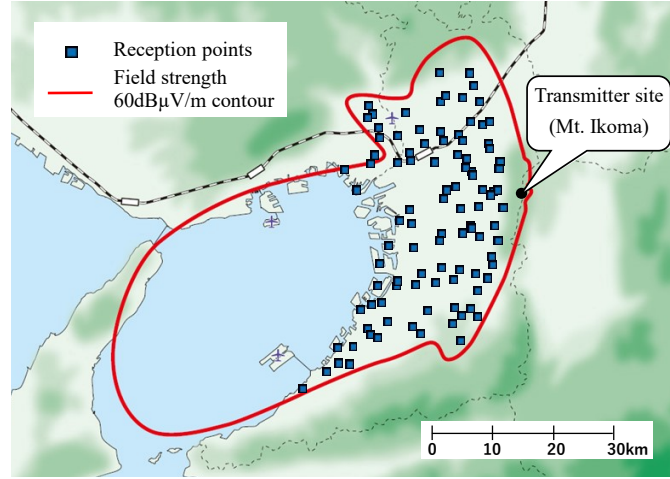 Reception points
Field strength
60dBμV/m contour
Transmitter site
(Mt. Ikoma)
0 10 20 30km